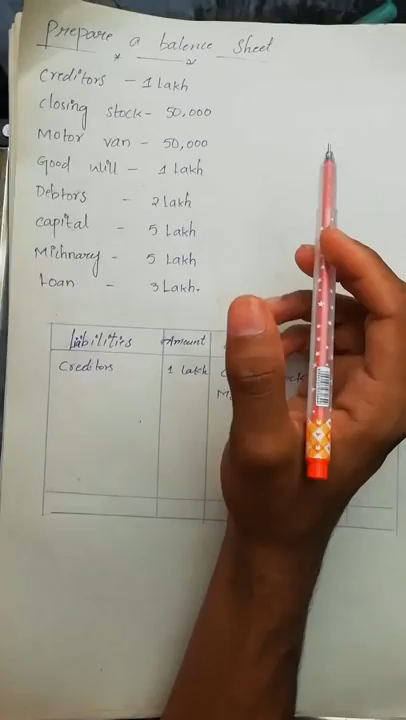 Prepare a balence sheet
Creditors - 1 Lakh
closing stock - 50,000
Motor van - 50,000
Good will - 1 Lakh
Debtors - 2 Lakh
capital - 5 Lakh
Michnary - 5 Lakh
Loan - 3 Lakh.
Liabilities Amount
Creditors 1 Lakh